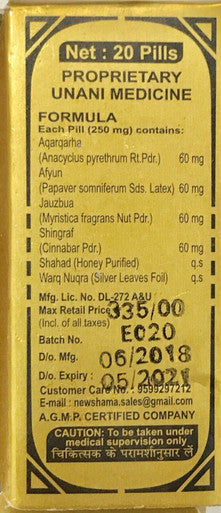 Net : 20 Pills
PROPRIETARY
UNANI MEDICINE
FORMULA
Each Pill (250 mg) contains:
Aqarqarhe
(Anacyclus pyrethrum Rt.Pdr.) 60 mg
Afyun
(Papaver somniferum Sds. Latex) 60 mg
Jauzbua
(Myristica fragrans Nut Pdr.) 60 mg
Shingraf
(Cinnabar Pdr.) 60 mg
Shahad (Honey Purified) q.s
Warq Nuqra (Silver Leaves Foil) q.s
Mfg. Lic. No. DL-272 A&U
Max Retail Price 335/00
(Incl. of all taxes)
Batch No. E020
D/o. Mfg. 06/2018
D/o. Expiry : 05/2021
Customer Care No. : 9599297212
E-mail : newshama.sales@gmail.com
A.G.M.P. CERTIFIED COMPANY
CAUTION: To be taken under
medical supervision only
चिकित्सक के परामर्शानुसार लें